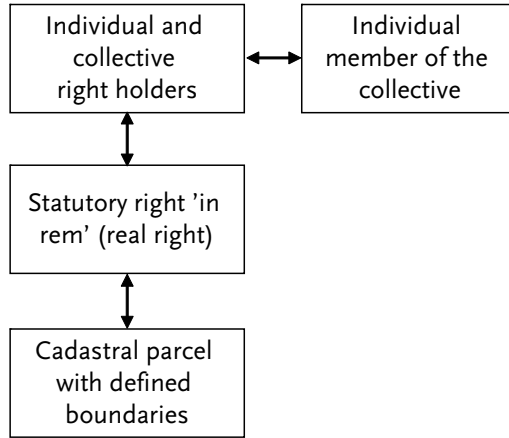 Individual and
collective
right holders
Individual
member of the
collective
Statutory right ’in
rem’ (real right)
Cadastral parcel
with defined
boundaries